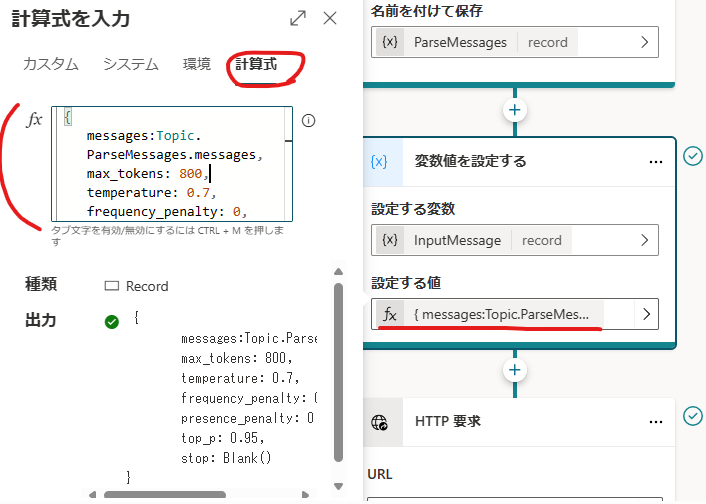 計算式を入力
カスタム システム 環境 計算式
fx
{
messages:Topic.
ParseMessages.messages,
max_tokens: 800,
temperature: 0.7,
frequency_penalty: 0,
タブ文字を有効/無効にするには CTRL + M を押しま
す
種類 Record
出力
{
messages:Topic.Parse
max_tokens: 800,
temperature: 0.7,
frequency_penalty:
presence_penalty: 0
top_p: 0.95,
stop: Blank()
}
名前を付けて保存
{x} ParseMessages record
{x} 変数値を設定する ...
設定する変数
{x} InputMessage record
設定する値
fx { messages:Topic.ParseMes...
HTTP 要求 ...
URL